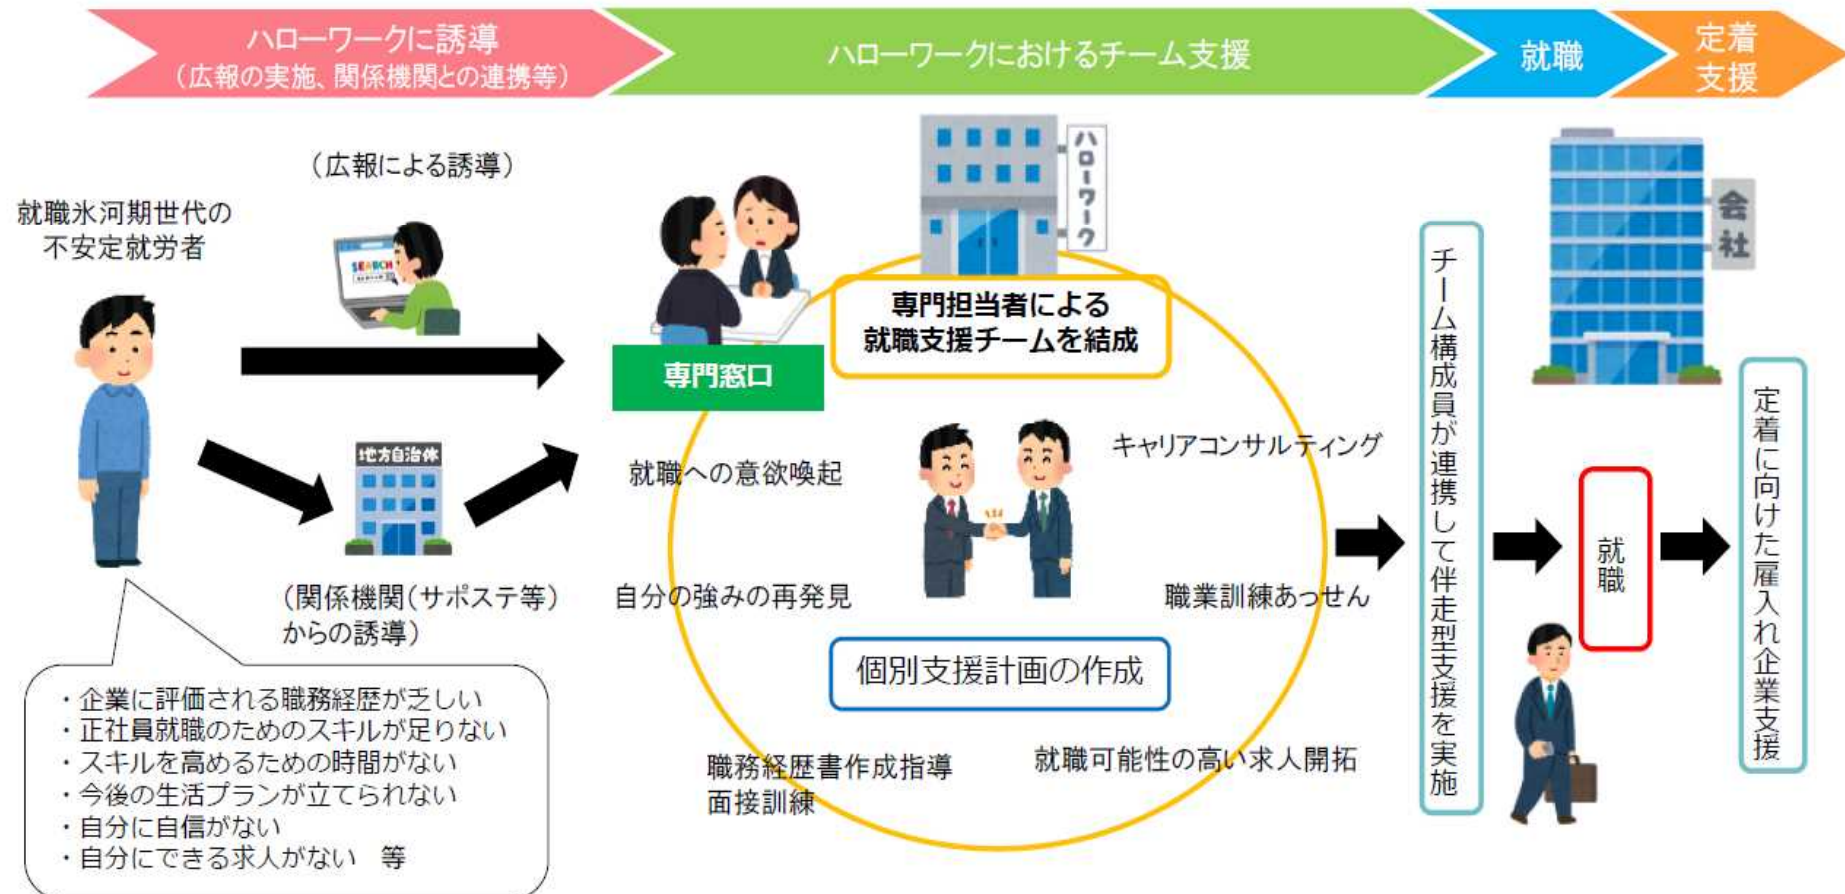 ハローワークに誘導
（広報の実施、関係機関との連携等）
ハローワークにおけるチーム支援
就職
定着
支援
（広報による誘導）
就職氷河期世代の
不安定就労者
SEARCH
地方自治体
（関係機関（サポステ等）
からの誘導）
・企業に評価される職務経歴が乏しい
・正社員就職のためのスキルが足りない
・スキルを高めるための時間がない
・今後の生活プランが立てられない
・自分に自信がない
・自分にできる求人がない　等
ハローワーク
専門担当者による
就職支援チームを結成
専門窓口
就職への意欲喚起
キャリアコンサルティング
自分の強みの再発見
職業訓練あっせん
個別支援計画の作成
職務経歴書作成指導
面接訓練
就職可能性の高い求人開拓
チーム構成員が連携して伴走型支援を実施
会社
就職
定着に向けた雇入れ企業支援